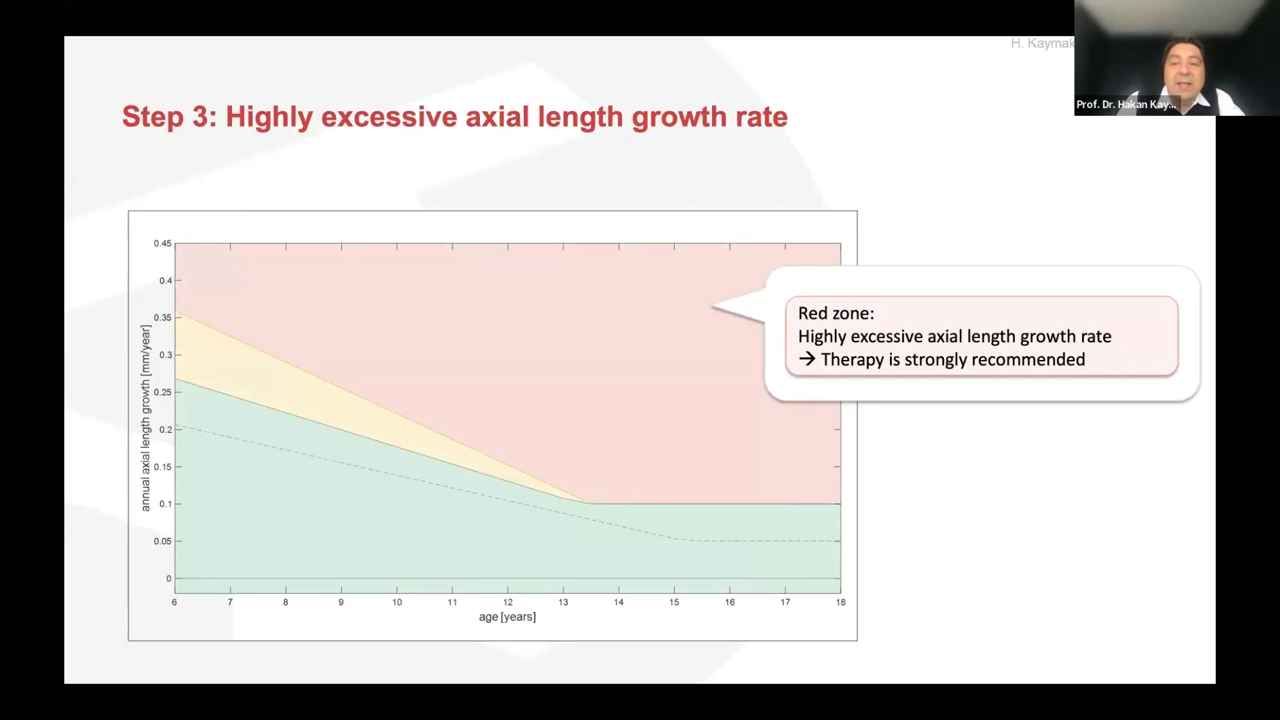 H. Kaymak
Prof. Dr. Hakan Kay...
Step 3: Highly excessive axial length growth rate
0.45
0.4
0.35
0.3
0.25
0.2
0.15
0.1
0.05
0
annual axial length growth [mm/year]
6 7 8 9 10 11 12 13 14 15 16 17 18
age [years]
Red zone:
Highly excessive axial length growth rate
→ Therapy is strongly recommended